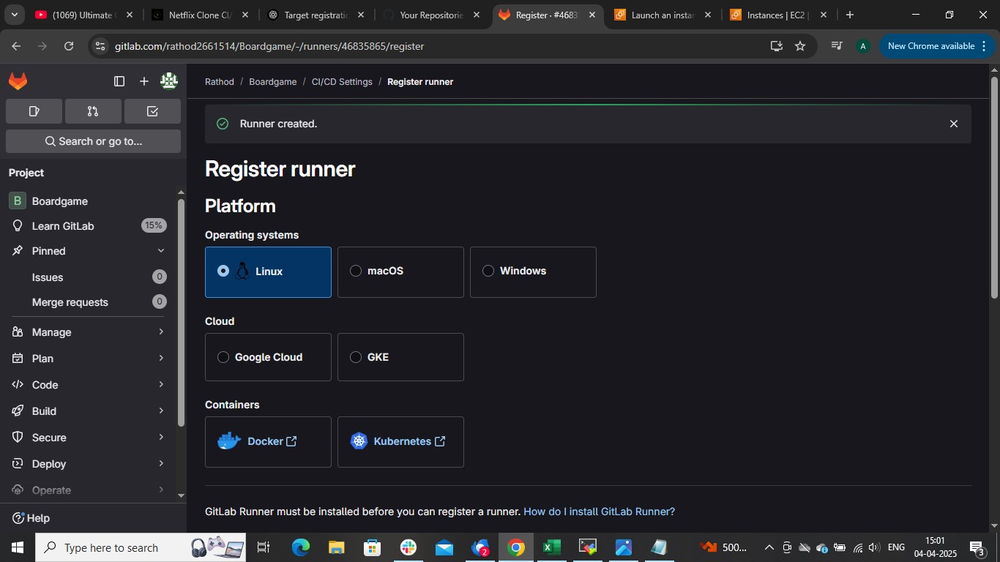 (1069) Ultimate
Netflix Clone CI/
Target registratio
Your Repositorie
Register · #4683
Launch an instan
Instances | EC2 |
gitlab.com/rathod2661514/Boardgame/-/runners/46835865/register
A
New Chrome available
Rathod / Boardgame / CI/CD Settings / Register runner
Runner created.
Search or go to...
Register runner
Project
Platform
B Boardgame
Learn GitLab 15%
Operating systems
Pinned
Linux
macOS
Windows
Issues 0
Merge requests 0
Cloud
Manage
Google Cloud
GKE
Plan
Code
Containers
Build
Secure
Docker
Kubernetes
Deploy
Operate
GitLab Runner must be installed before you can register a runner. How do I install GitLab Runner?
Help
Type here to search
2
500...
ENG
15:01
04-04-2025
3